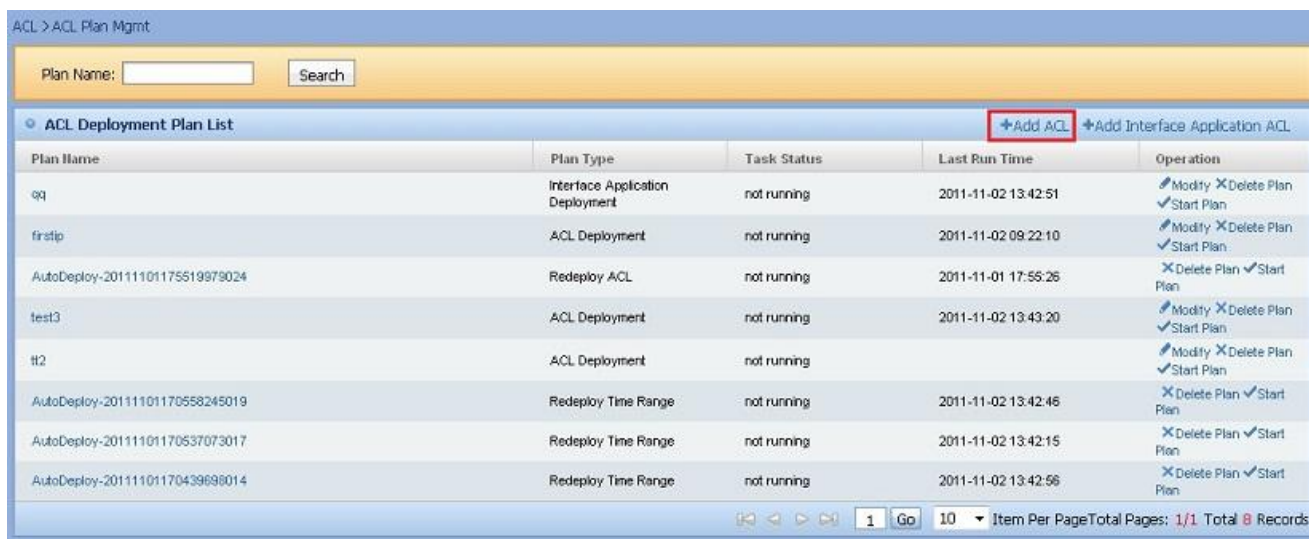 ACL > ACL Plan Mgmt
Plan Name: Search
ACL Deployment Plan List +Add ACL +Add Interface Application ACL
Plan Name Plan Type Task Status Last Run Time Operation
qq Interface Application Deployment not running 2011-11-02 13:42:51 Modify Delete Plan Start Plan
firstip ACL Deployment not running 2011-11-02 09:22:10 Modify Delete Plan Start Plan
AutoDeploy-20111101175519979024 Redeploy ACL not running 2011-11-01 17:55:26 Delete Plan Start Plan
test3 ACL Deployment not running 2011-11-02 13:43:20 Modify Delete Plan Start Plan
tt2 ACL Deployment not running Modify Delete Plan Start Plan
AutoDeploy-20111101170558245019 Redeploy Time Range not running 2011-11-02 13:42:46 Delete Plan Start Plan
AutoDeploy-20111101170537073017 Redeploy Time Range not running 2011-11-02 13:42:15 Delete Plan Start Plan
AutoDeploy-20111101170439698014 Redeploy Time Range not running 2011-11-02 13:42:56 Delete Plan Start Plan
1 Go 10 Item Per PageTotal Pages: 1/1 Total 8 Records